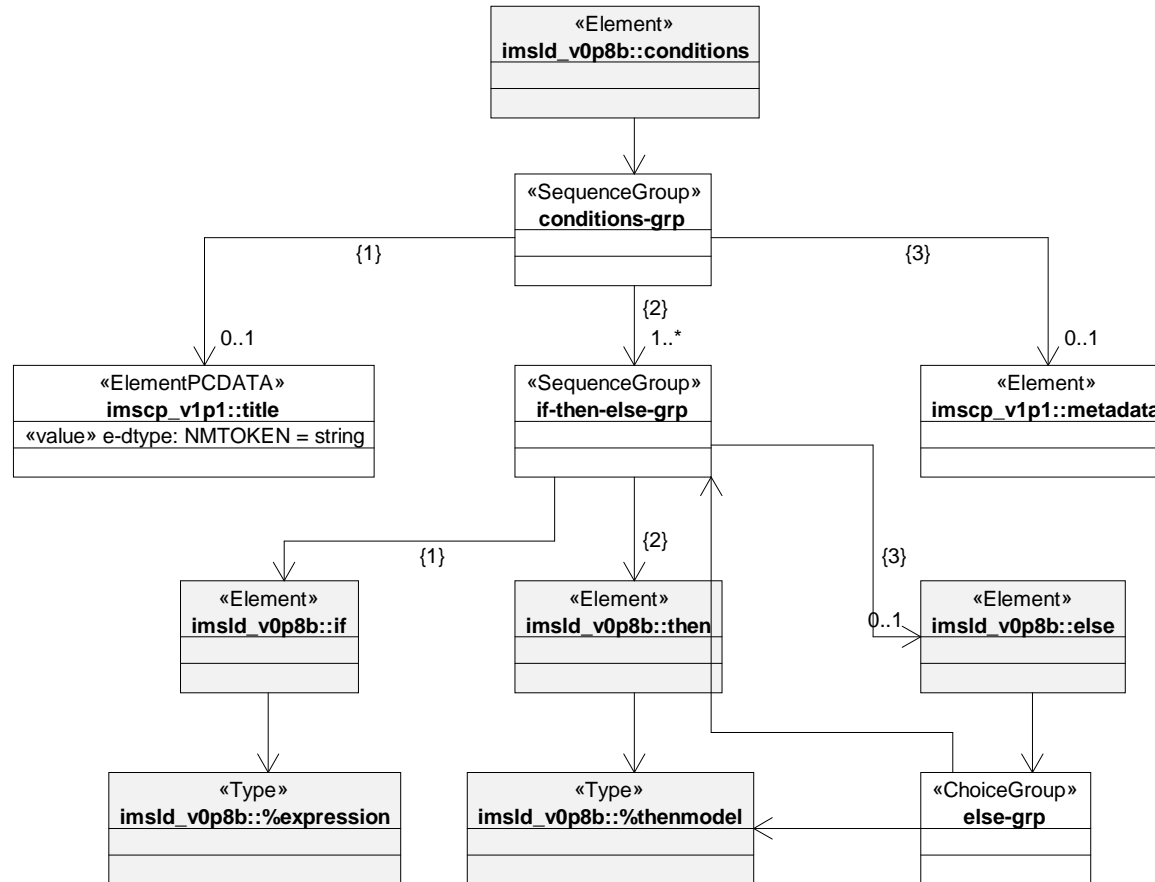 «Element»
imsld_v0p8b::conditions
«SequenceGroup»
conditions-grp
{1}
{3}
{2}
0..1
1..*
0..1
«ElementPCDATA»
imscp_v1p1::title
«value» e-dtype: NMTOKEN = string
«SequenceGroup»
if-then-else-grp
«Element»
imscp_v1p1::metadata
{1}
{2}
{3}
0..1
«Element»
imsld_v0p8b::if
«Element»
imsld_v0p8b::then
«Element»
imsld_v0p8b::else
«Type»
imsld_v0p8b::%expression
«Type»
imsld_v0p8b::%thenmodel
«ChoiceGroup»
else-grp